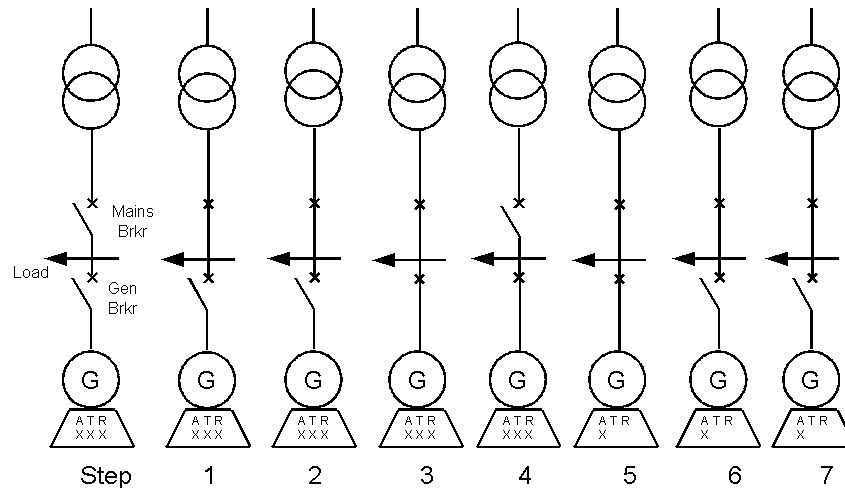 Mains
Brkr
Load
Gen
Brkr
G G G G G G G G
A T R A T R A T R A T R A T R A T R A T R A T R
X X X X X X X X X X X X X X X X X X
Step 1 2 3 4 5 6 7